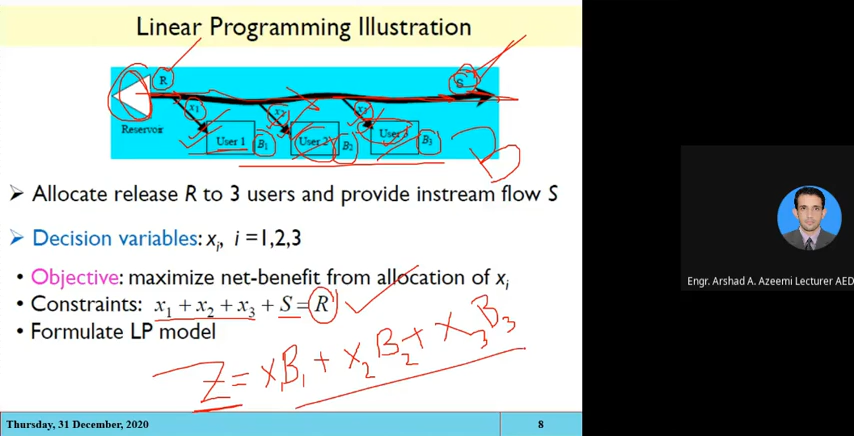 Linear Programming Illustration
R
S
x1
x2
x3
Reservoir
User 1
B1
User 2
B2
User 3
B3
➤ Allocate release R to 3 users and provide instream flow S
➤ Decision variables: xi, i =1,2,3
• Objective: maximize net-benefit from allocation of xi
• Constraints: x1 + x2 + x3 + S = R
• Formulate LP model
Z = x1B1 + x2B2 + x3B3
Thursday, 31 December, 2020
8
Engr. Arshad A. Azeemi Lecturer AED